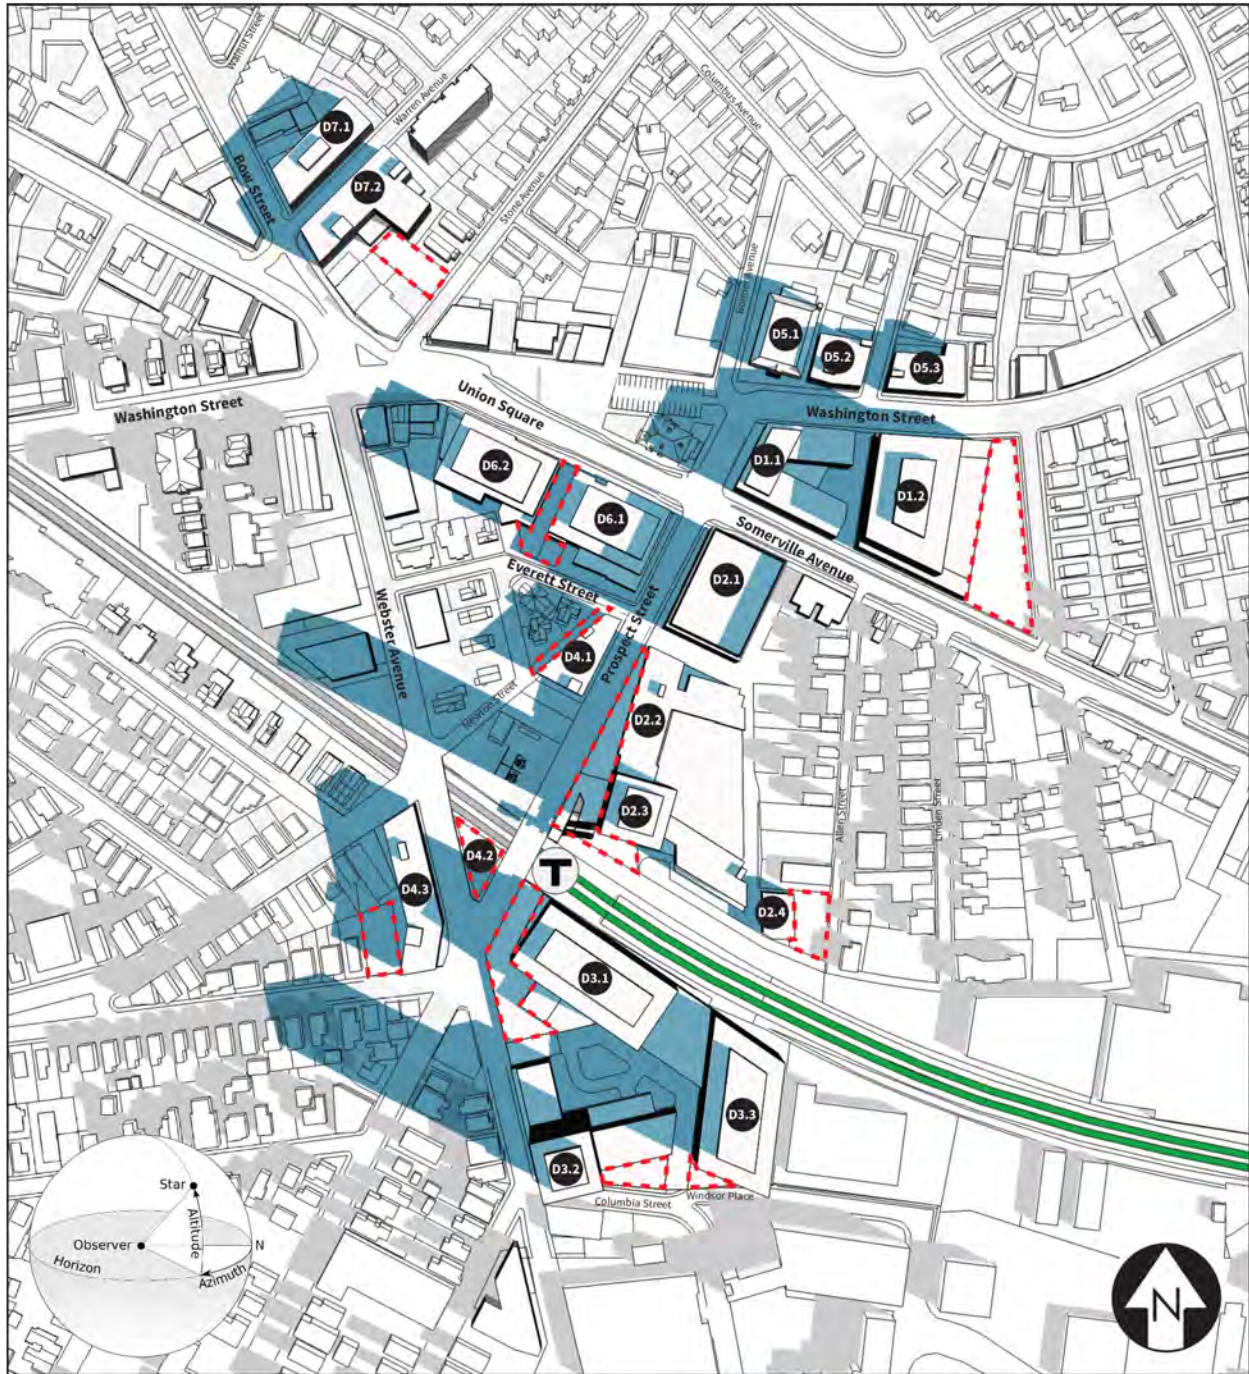 Walnut Street
Columbus Avenue
Warren Avenue
D7.1
Bow Street
D7.2
Stone Avenue
Bonner Avenue
D5.1
D5.2
D5.3
Union Square
Washington Street
Washington Street
D6.2
D1.1
D1.2
D6.1
Somerville Avenue
D2.1
Everett Street
Webster Avenue
Prospect Street
D4.1
Newton Street
D2.2
D2.3
Allen Street
Linden Street
D4.2
T
D4.3
D2.4
D3.1
D3.3
D3.2
Columbia Street
Windsor Place
Star
Altitude
Observer
N
Horizon
Azimuth
N